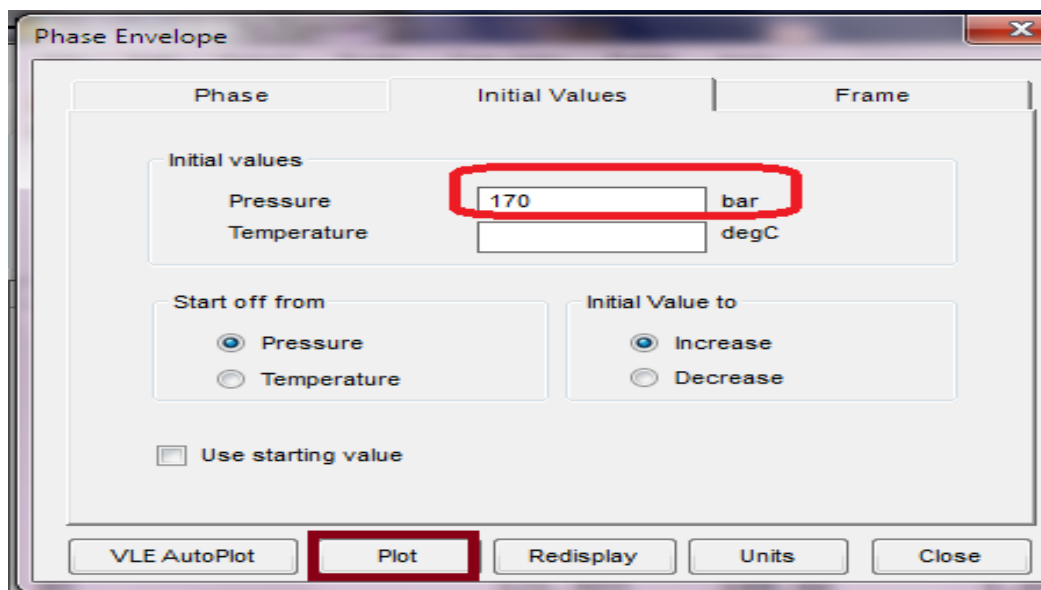 Phase Envelope
Phase Initial Values Frame
Initial values
Pressure 170 bar
Temperature degC
Start off from Initial Value to
Pressure Increase
Temperature Decrease
Use starting value
VLE AutoPlot Plot Redisplay Units Close